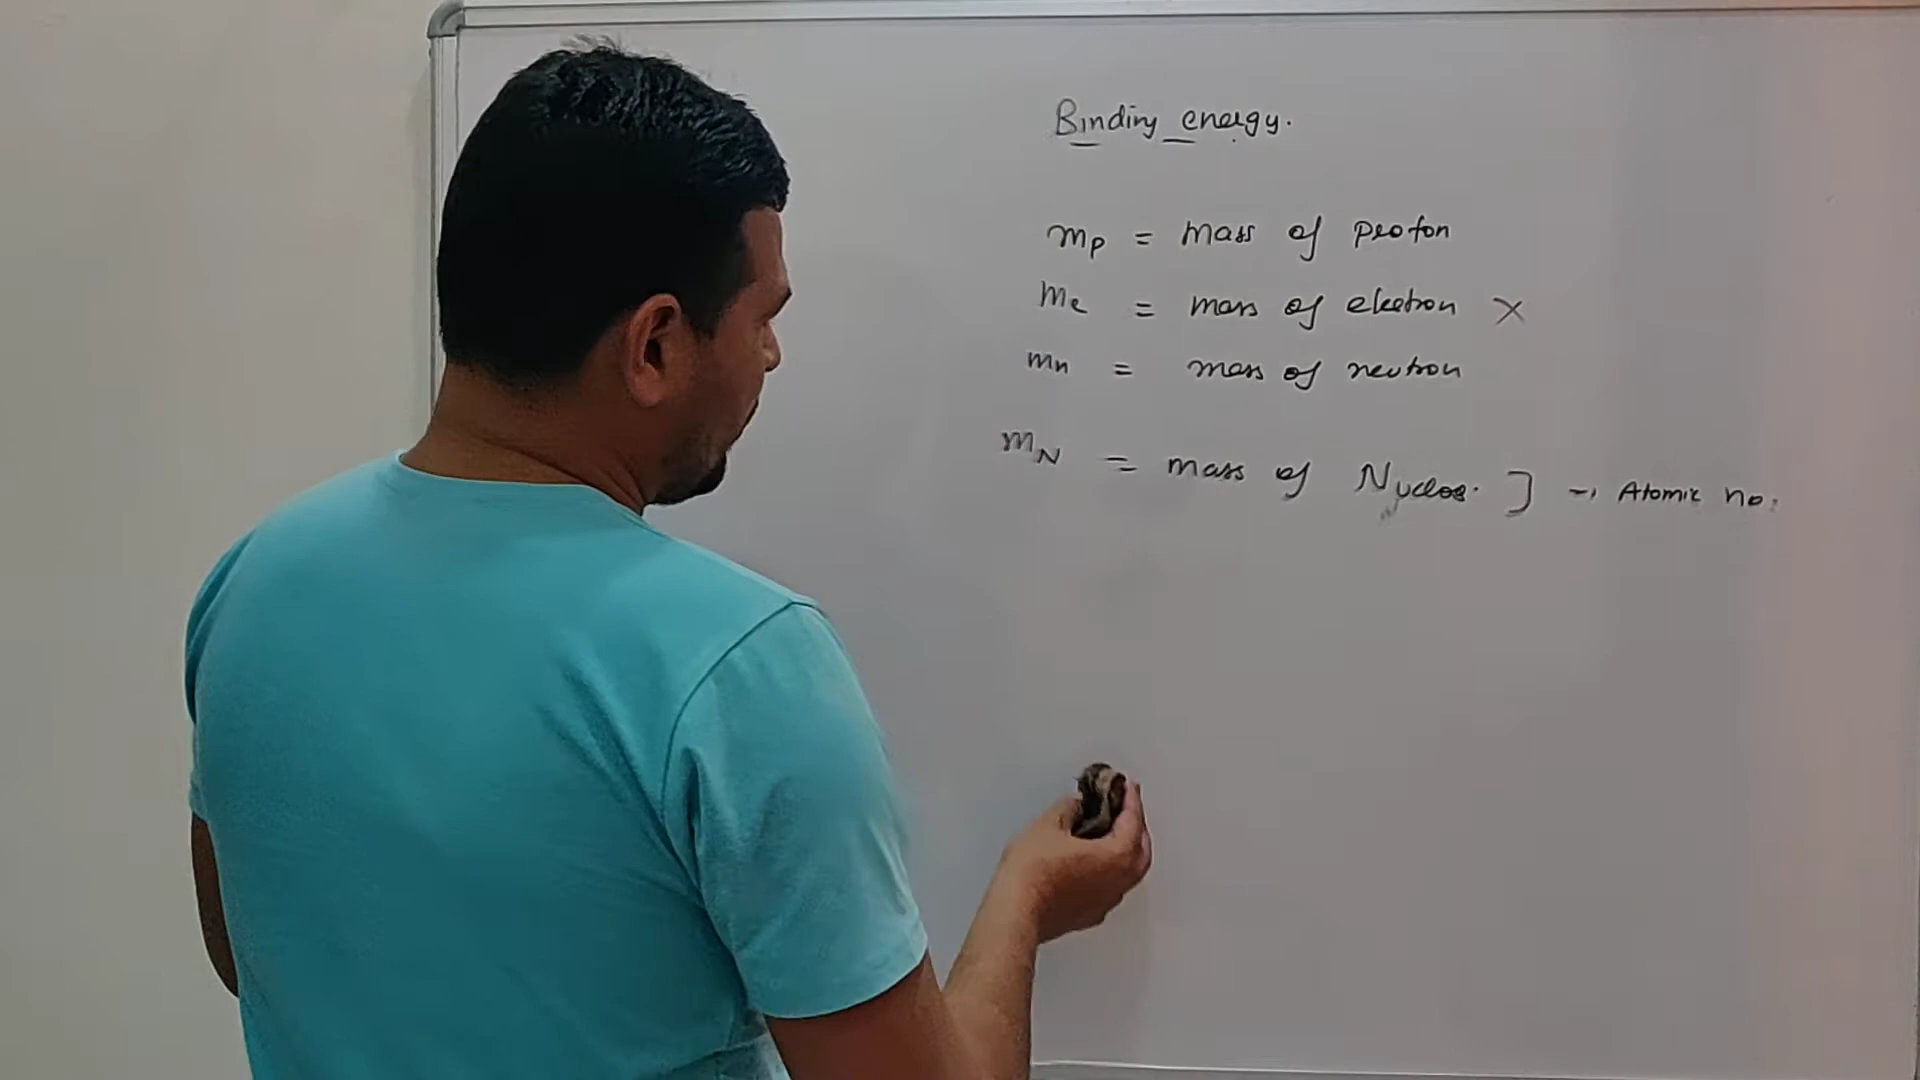 Binding energy.
mp = mass of proton
me = mass of electron ×
mn = mass of neutron
mN = mass of ] → Atomic no.